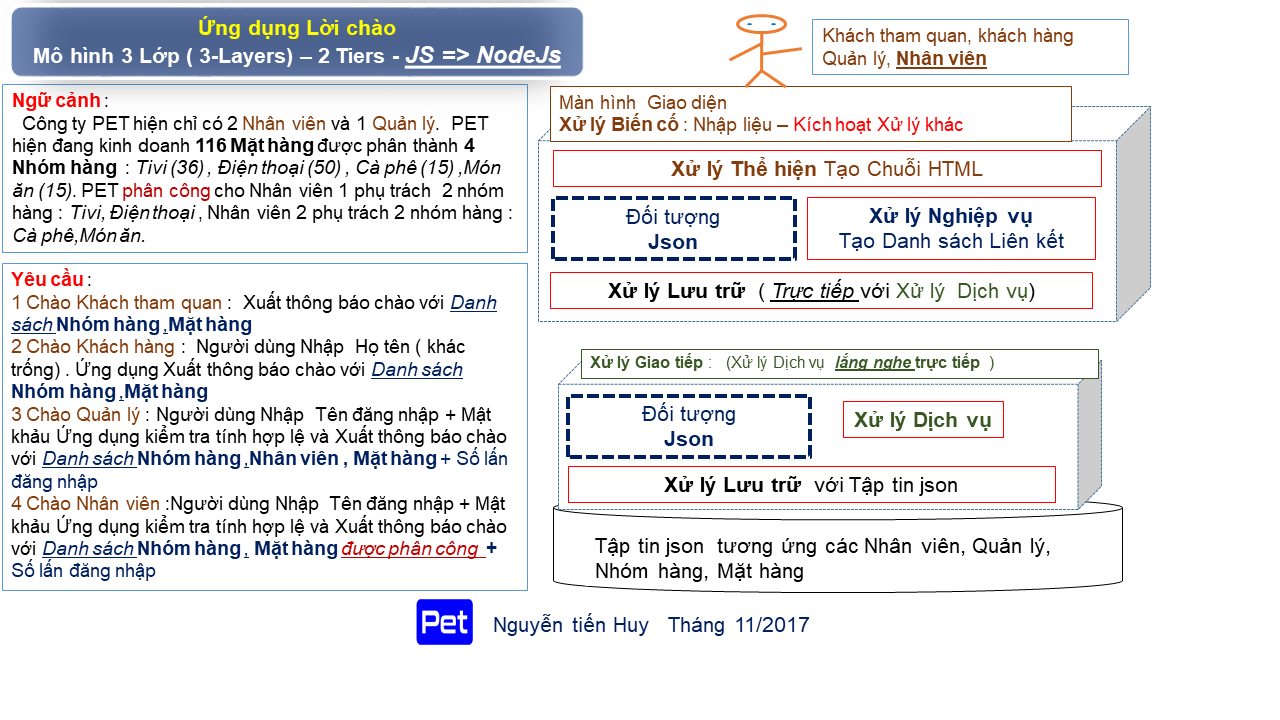 Ứng dụng Lời chào
Mô hình 3 Lớp ( 3-Layers) – 2 Tiers - JS => NodeJs
Khách tham quan, khách hàng
Quản lý, Nhân viên
Ngữ cảnh :
Công ty PET hiện chỉ có 2 Nhân viên và 1 Quản lý. PET
hiện đang kinh doanh 116 Mặt hàng được phân thành 4
Nhóm hàng : Tivi (36) , Điện thoại (50) , Cà phê (15) ,Món
ăn (15). PET phân công cho Nhân viên 1 phụ trách 2 nhóm
hàng : Tivi, Điện thoại , Nhân viên 2 phụ trách 2 nhóm hàng :
Cà phê,Món ăn.
Yêu cầu :
1 Chào Khách tham quan : Xuất thông báo chào với Danh
sách Nhóm hàng ,Mặt hàng
2 Chào Khách hàng : Người dùng Nhập Họ tên ( khác
trống) . Ứng dụng Xuất thông báo chào với Danh sách
Nhóm hàng ,Mặt hàng
3 Chào Quản lý : Người dùng Nhập Tên đăng nhập + Mật
khảu Ứng dụng kiểm tra tính hợp lệ và Xuất thông báo chào
với Danh sách Nhóm hàng ,Nhân viên , Mặt hàng + Số lấn
đăng nhập
4 Chào Nhân viên :Người dùng Nhập Tên đăng nhập + Mật
khảu Ứng dụng kiểm tra tính hợp lệ và Xuất thông báo chào
với Danh sách Nhóm hàng , Mặt hàng được phân công +
Số lấn đăng nhập
Màn hình Giao diện
Xử lý Biến cố : Nhập liệu – Kích hoạt Xử lý khác
Xử lý Thể hiện Tạo Chuỗi HTML
Đối tượng
Json
Xử lý Nghiệp vụ
Tạo Danh sách Liên kết
Xử lý Lưu trữ ( Trực tiếp với Xử lý Dịch vụ)
Xử lý Giao tiếp : (Xử lý Dịch vụ lắng nghe trực tiếp )
Đối tượng
Json
Xử lý Dịch vụ
Xử lý Lưu trữ với Tập tin json
Tập tin json tương ứng các Nhân viên, Quản lý,
Nhóm hàng, Mặt hàng
Pet
Nguyễn tiến Huy Tháng 11/2017